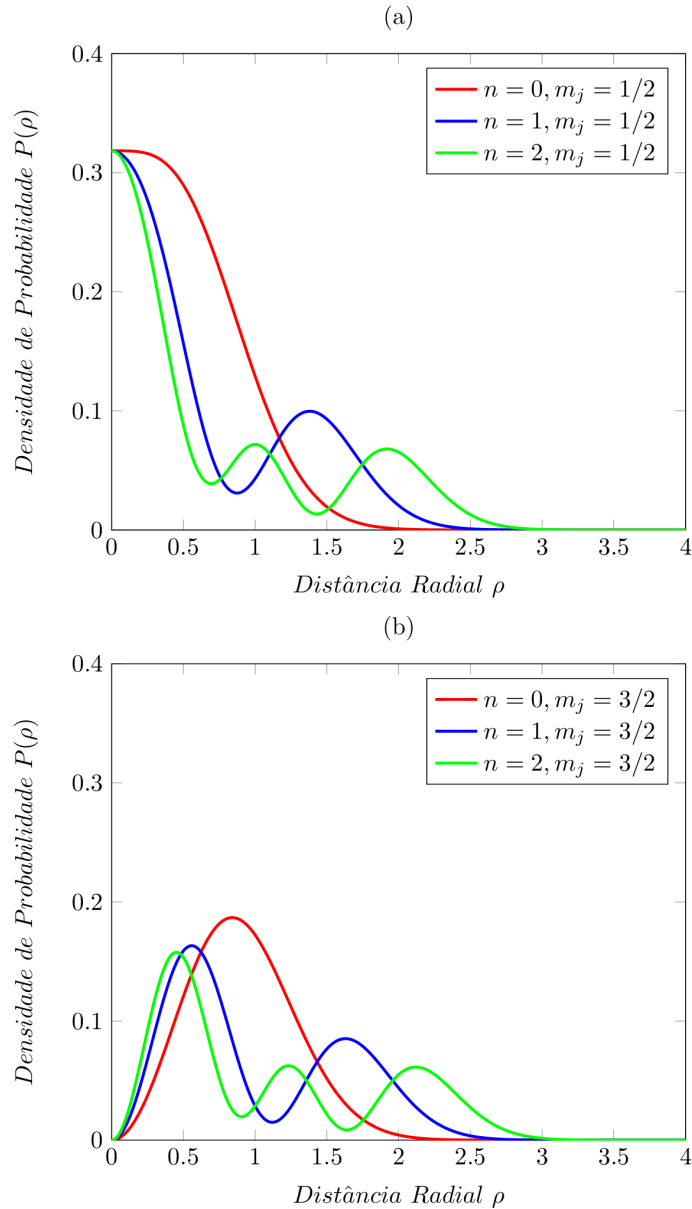 (a)
0.4
0.3
0.2
0.1
0
Densidade de Probabilidade P(ρ)
n = 0, m_j = 1/2
n = 1, m_j = 1/2
n = 2, m_j = 1/2
0 0.5 1 1.5 2 2.5 3 3.5 4
Distância Radial ρ
(b)
0.4
0.3
0.2
0.1
0
Densidade de Probabilidade P(ρ)
n = 0, m_j = 3/2
n = 1, m_j = 3/2
n = 2, m_j = 3/2
0 0.5 1 1.5 2 2.5 3 3.5 4
Distância Radial ρ